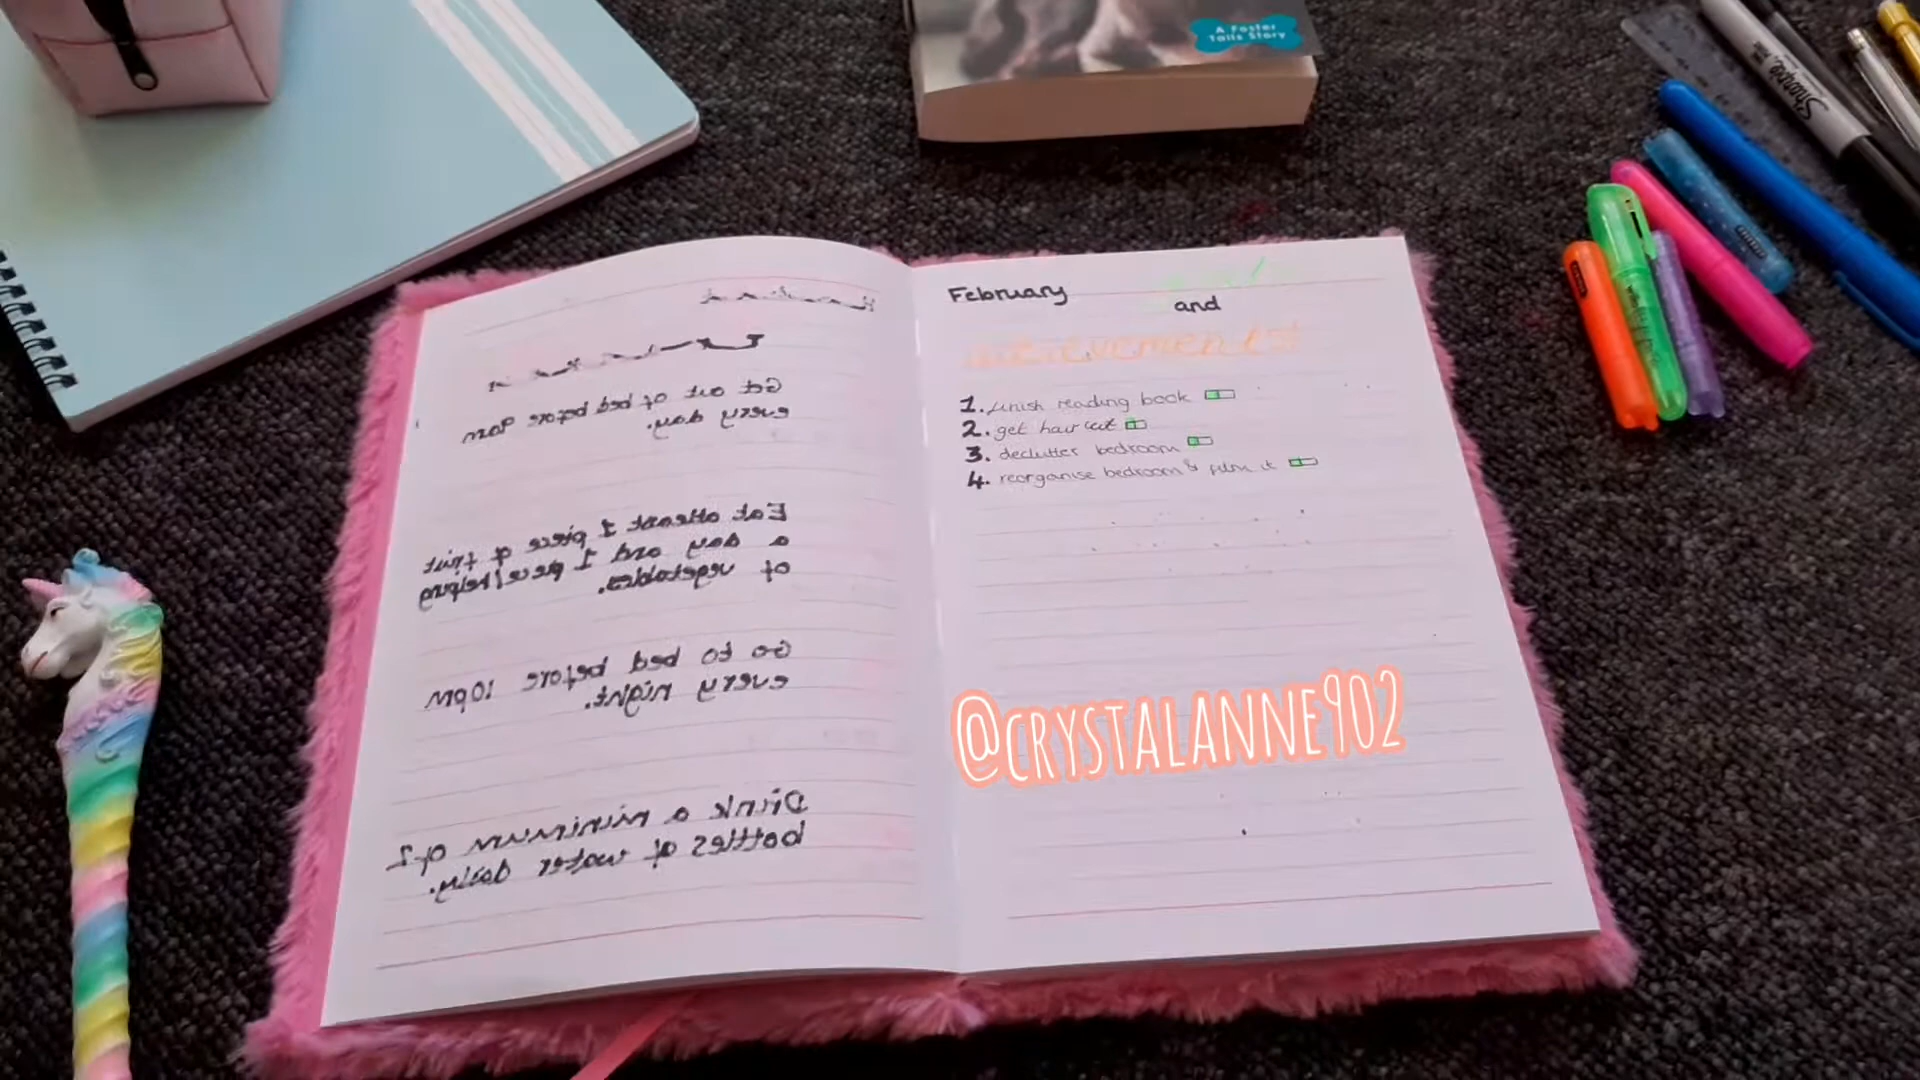 A Foster
Tails Story
Sharpie
Get out of bed before 9am
every day.
Eat atleast 1 piece of fruit
a day and 1 piece/helping
of vegetables.
Go to bed before 10pm
every night.
Drink a minimum of 2
bottles of water daily.
February
and
achievements
1. finish reading book
2. get hair cut
3. declutter bedroom
4. reorganise bedroom & film it
@CRYSTALANNE902